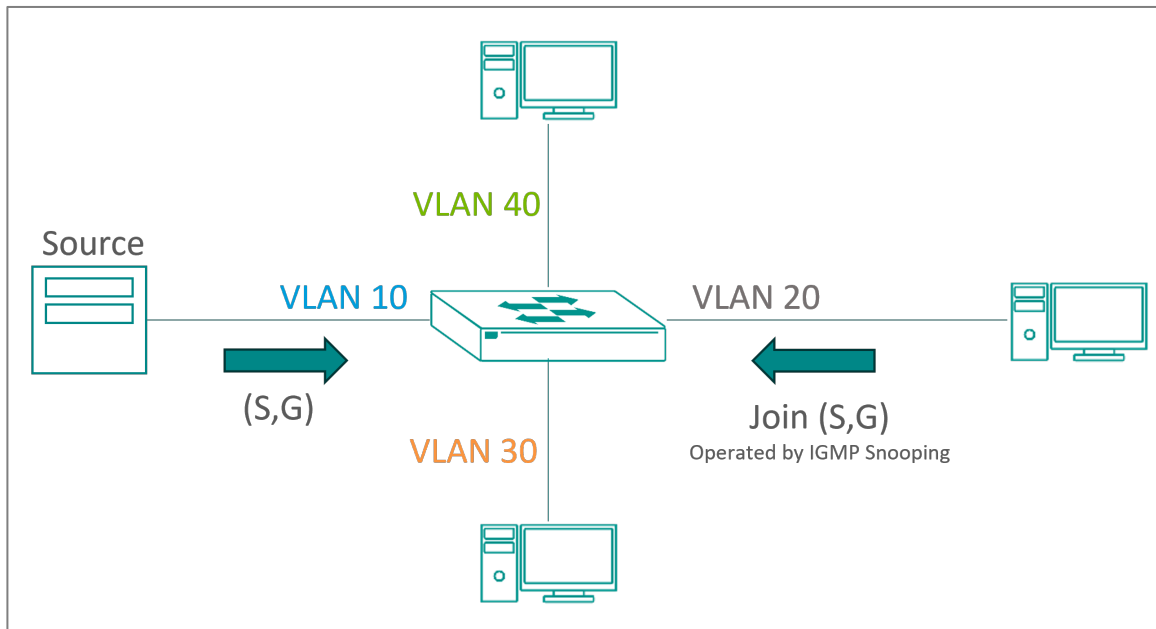 VLAN 40
Source
VLAN 10
VLAN 20
(S,G)
Join (S,G)
Operated by IGMP Snooping
VLAN 30